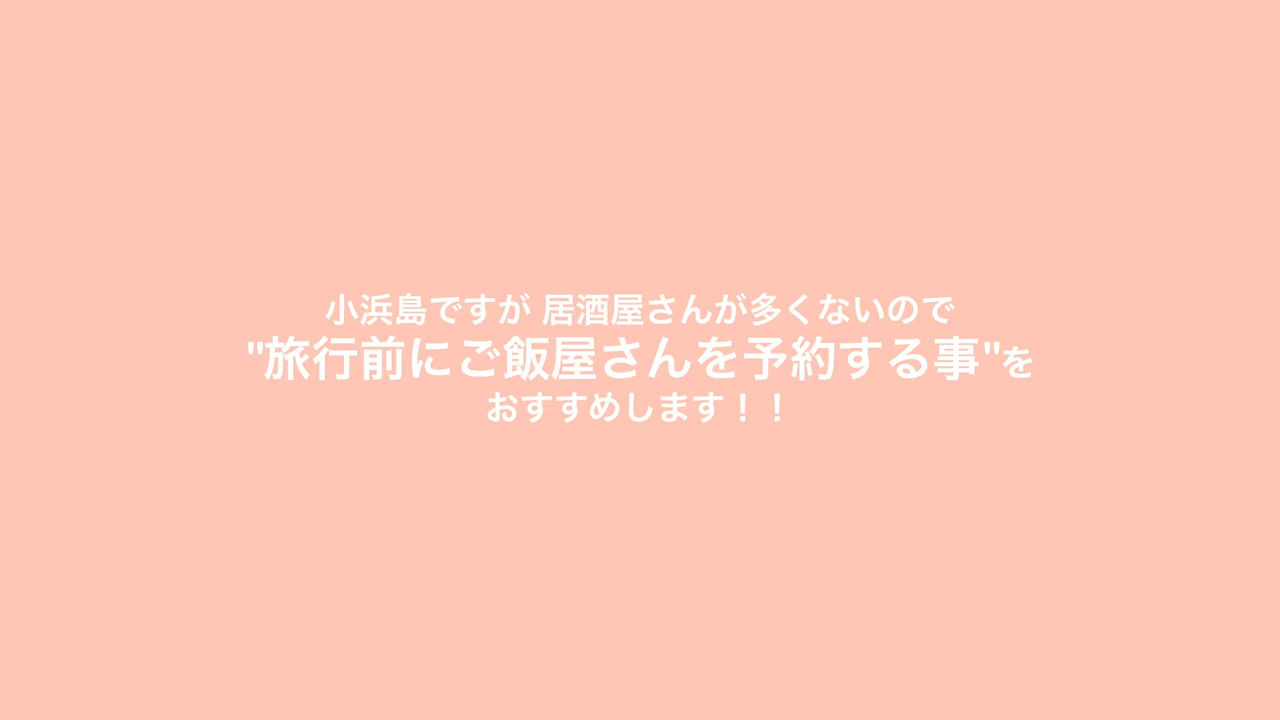 小浜島ですが 居酒屋さんが多くないので
"旅行前にご飯屋さんを予約する事"を
おすすめします！！